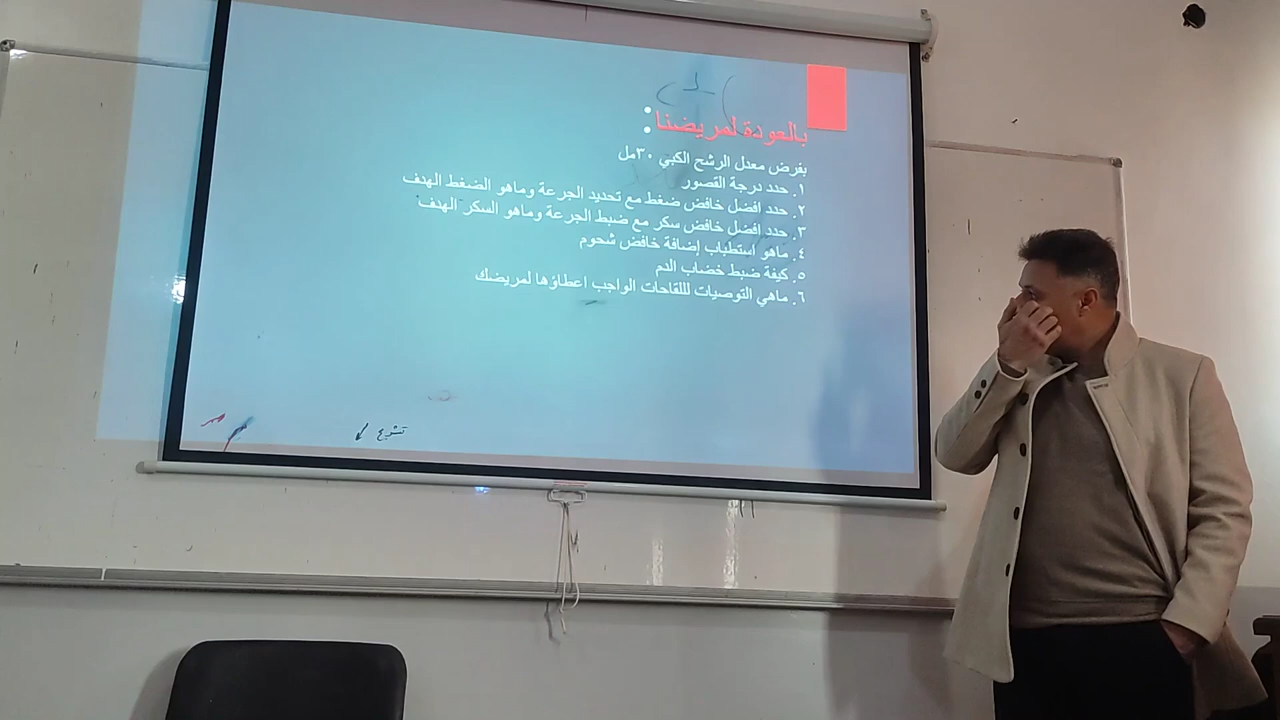 بالعودة لمريضنا:
بفرض معدل الرشح الكبي ٣٠مل
١. حدد درجة القصور
٢. حدد افضل خافض ضغط مع تحديد الجرعة وماهو الضغط الهدف
٣. حدد افضل خافض سكر مع ضبط الجرعة وماهو السكر الهدف
٤. ماهو استطباب إضافة خافض شحوم
٥. كيفة ضبط خضاب الدم
٦. ماهي التوصيات لللقاحات الواجب اعطاؤها لمريضك
تشريح